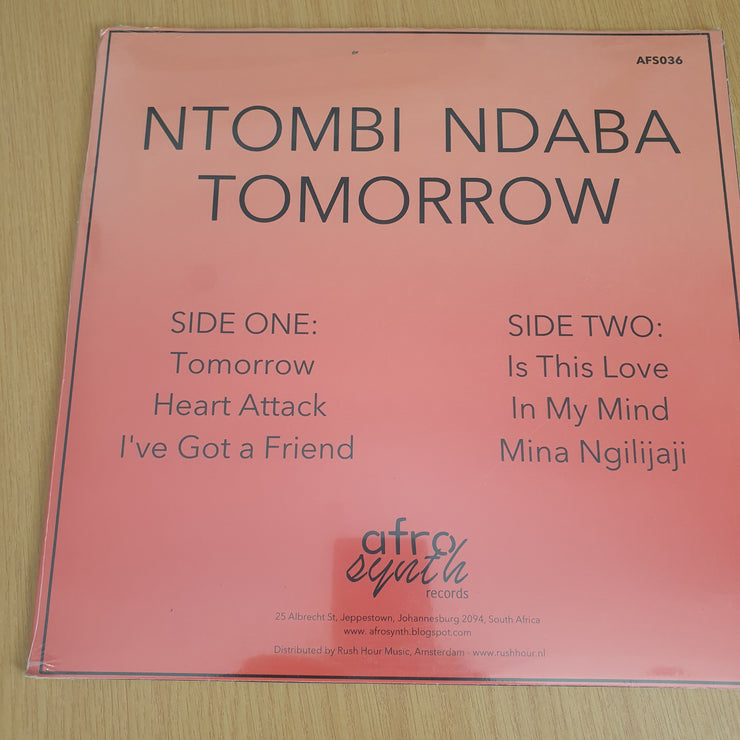 AFS036
NTOMBI NDABA
TOMORROW
SIDE ONE:
Tomorrow
Heart Attack
I've Got a Friend
SIDE TWO:
Is This Love
In My Mind
Mina Ngilijaji
afro
synth
records
25 Albrecht St, Jeppestown, Johannesburg 2094, South Africa
www. afrosynth.blogspot.com
Distributed by Rush Hour Music, Amsterdam - www.rushhour.nl